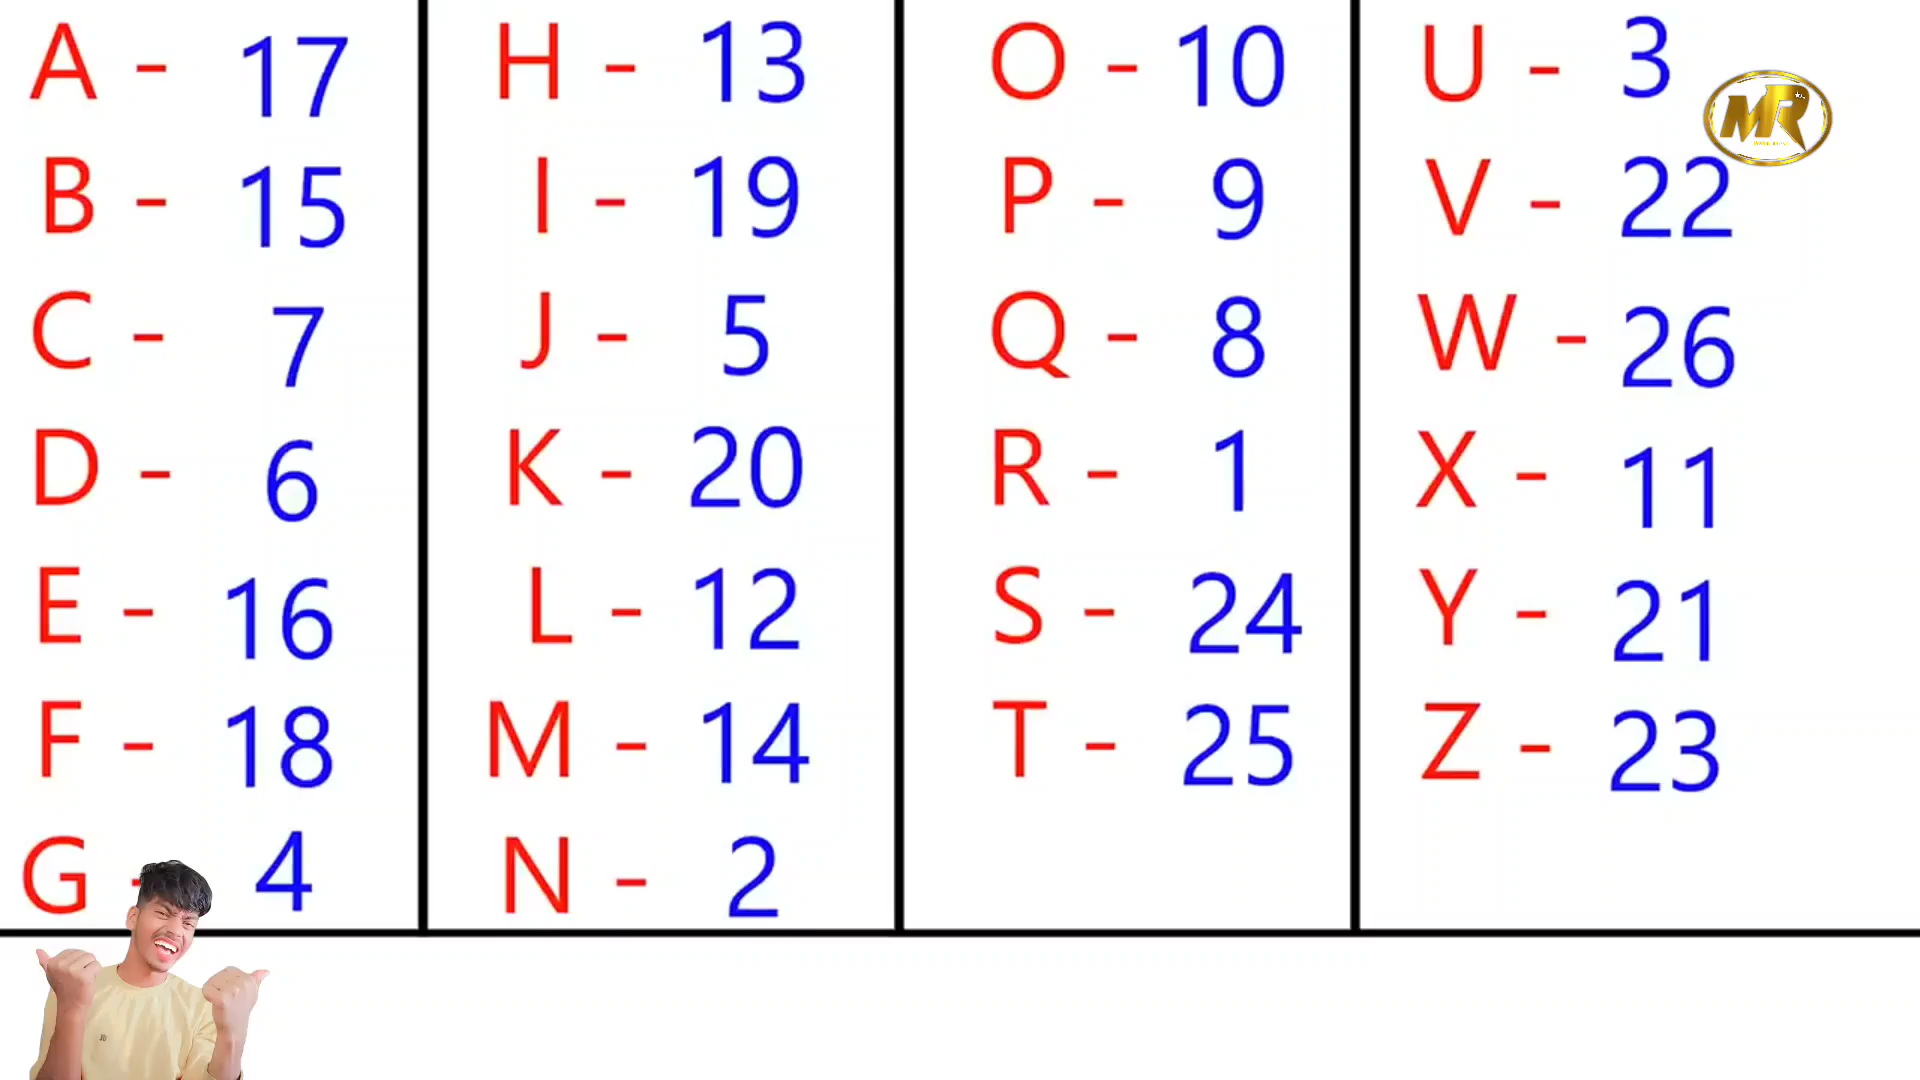 A - 17
B - 15
C - 7
D - 6
E - 16
F - 18
G - 4
H - 13
I - 19
J - 5
K - 20
L - 12
M - 14
N - 2
O - 10
P - 9
Q - 8
R - 1
S - 24
T - 25
U - 3
V - 22
W - 26
X - 11
Y - 21
Z - 23
MR